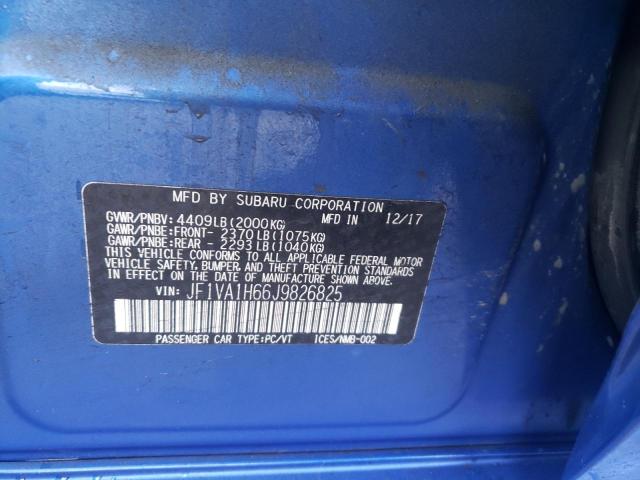 MFD BY SUBARU CORPORATION
GVWR/PNBV: 4409LB(2000KG) MFD IN 12/17
GAWR/PNBE:FRONT- 2370LB(1075KG)
GAWR/PNBE:REAR - 2293LB(1040KG)
THIS VEHICLE CONFORMS TO ALL APPLICABLE FEDERAL MOTOR
VEHICLE SAFETY, BUMPER, AND THEFT PREVENTION STANDARDS
IN EFFECT ON THE DATE OF MANUFACTURE SHOWN ABOVE.
VIN: JF1VA1H66J9826825
PASSENGER CAR TYPE:PC/VT ICES/NMB-002